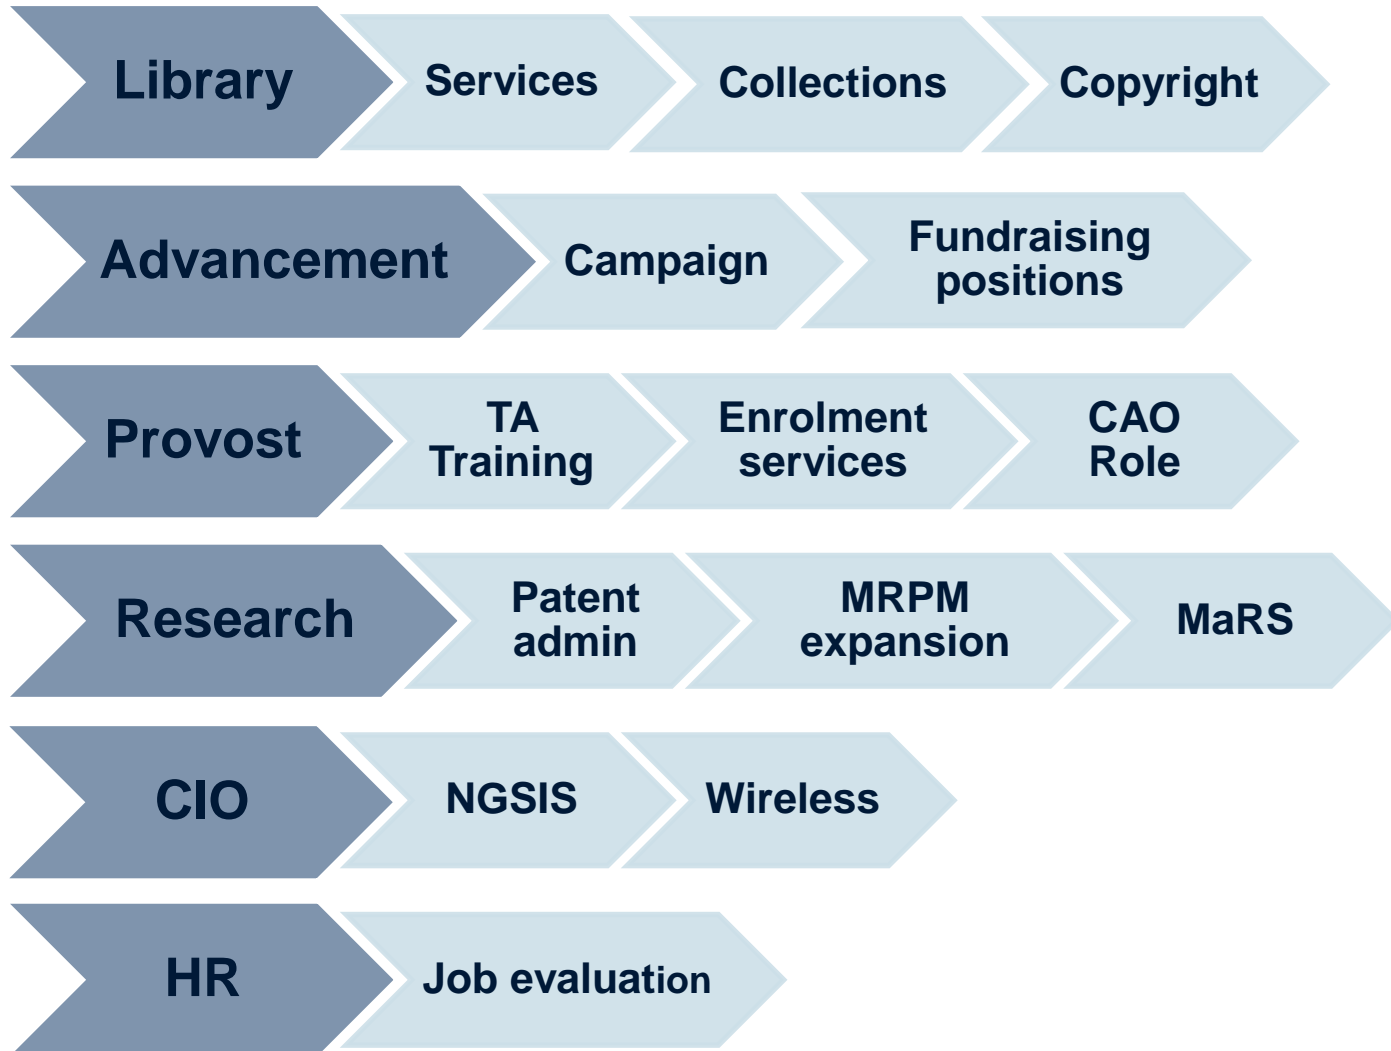 Library
Services
Collections
Copyright
Advancement
Campaign
Fundraising
positions
Provost
TA
Training
Enrolment
services
CAO
Role
Research
Patent
admin
MRPM
expansion
MaRS
CIO
NGSIS
Wireless
HR
Job evaluation